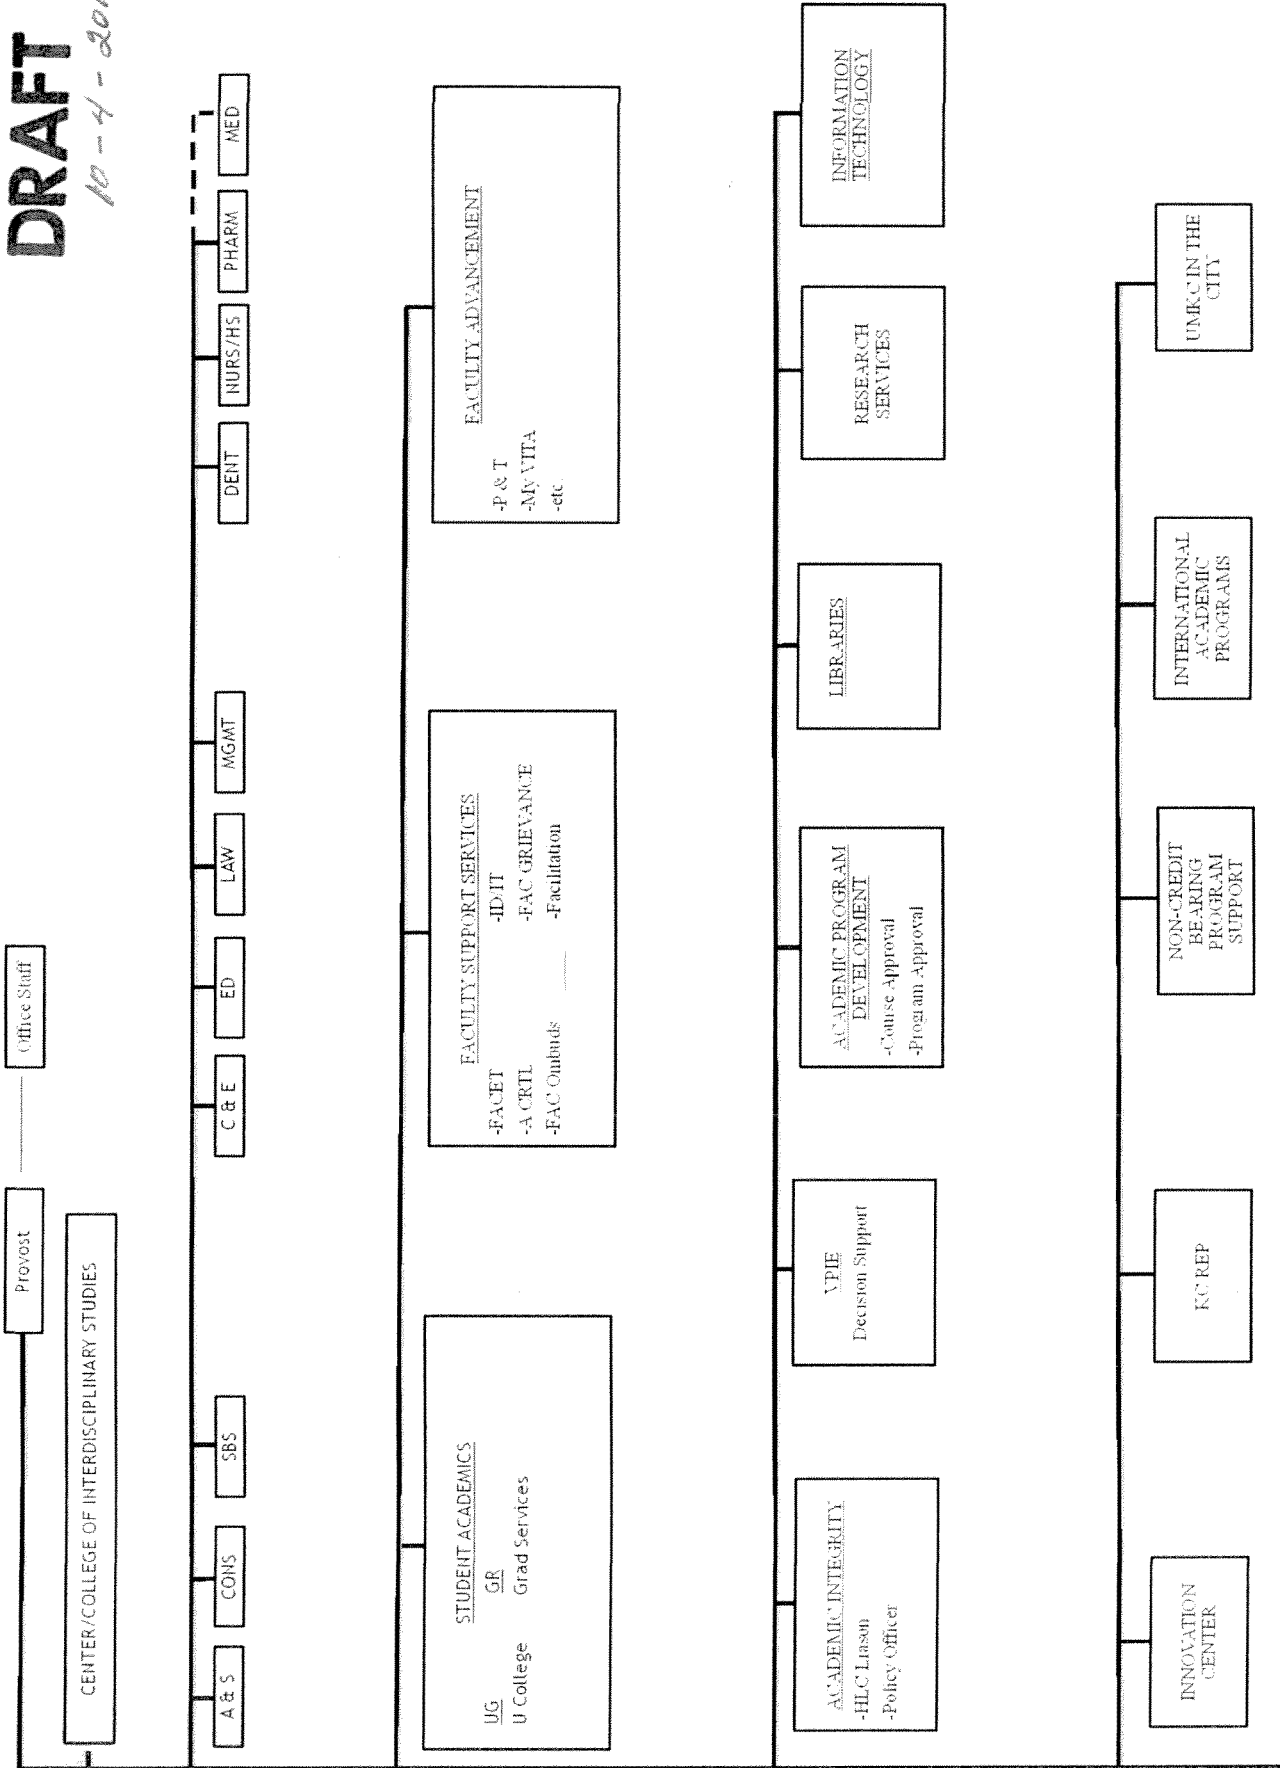 DRAFT
10-4-20
Provost
Office Staff
CENTER/COLLEGE OF INTERDISCIPLINARY STUDIES
A & S
CONS
SBS
C & E
ED
LAW
MGMT
DENT
NURS/HS
PHARM
MED
STUDENT ACADEMICS
UG GR
U College Grad Services
FACULTY SUPPORT SERVICES
-FACET -ID/IT
-A CRTL -FAC GRIEVANCE
-FAC Ombuds -Facilitation
FACULTY ADVANCEMENT
-P & T
-My VITA
-etc.
ACADEMIC INTEGRITY
-HLC Liason
-Policy Officer
VPIE
Decision Support
ACADEMIC PROGRAM
DEVELOPMENT
-Course Approval
-Program Approval
LIBRARIES
RESEARCH
SERVICES
INFORMATION
TECHNOLOGY
INNOVATION
CENTER
KC REP
NON-CREDIT
BEARING
PROGRAM
SUPPORT
INTERNATIONAL
ACADEMIC
PROGRAMS
UMKC IN THE
CITY